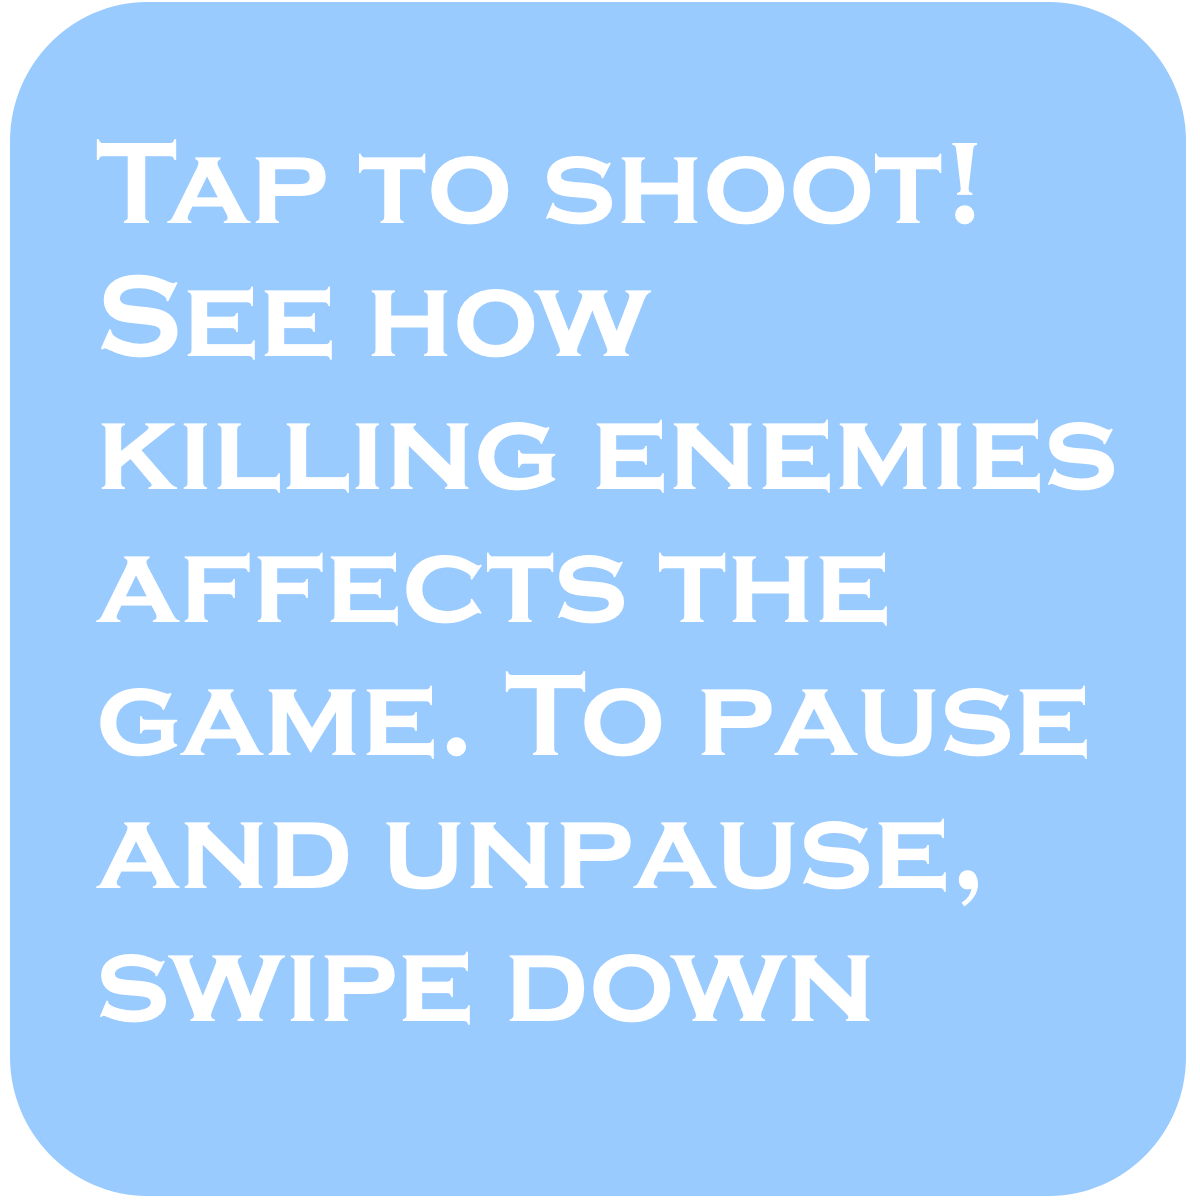 Tap to shoot!
See how
killing enemies
affects the
game. To pause
and unpause,
swipe down